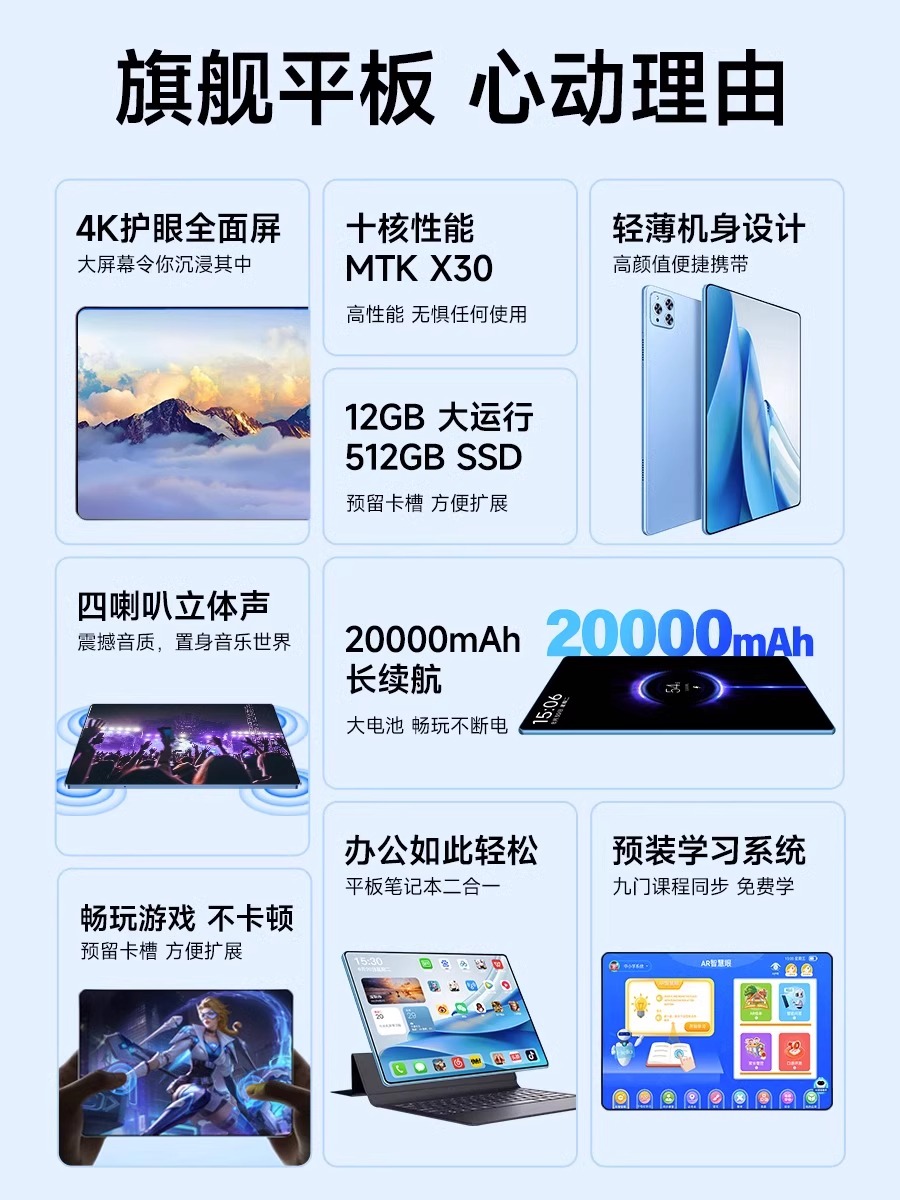 旗舰平板 心动理由
4K护眼全面屏
大屏幕令你沉浸其中
十核性能
MTK X30
高性能 无惧任何使用
12GB 大运行
512GB SSD
预留卡槽 方便扩展
轻薄机身设计
高颜值便捷携带
四喇叭立体声
震撼音质，置身音乐世界
20000mAh
长续航
大电池 畅玩不断电
20000mAh
15:06
畅玩游戏 不卡顿
预留卡槽 方便扩展
办公如此轻松
平板笔记本二合一
15:30
预装学习系统
九门课程同步 免费学
AR智慧眼